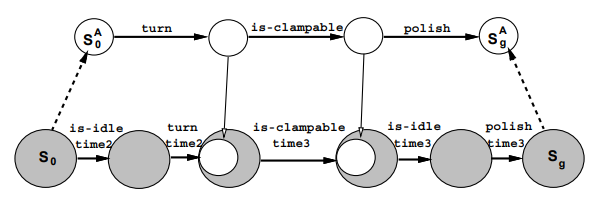 turn
is-clampable
polish
S0A
SgA
is-idle
time2
turn
time2
is-clampable
time3
is-idle
time3
polish
time3
S0
Sg